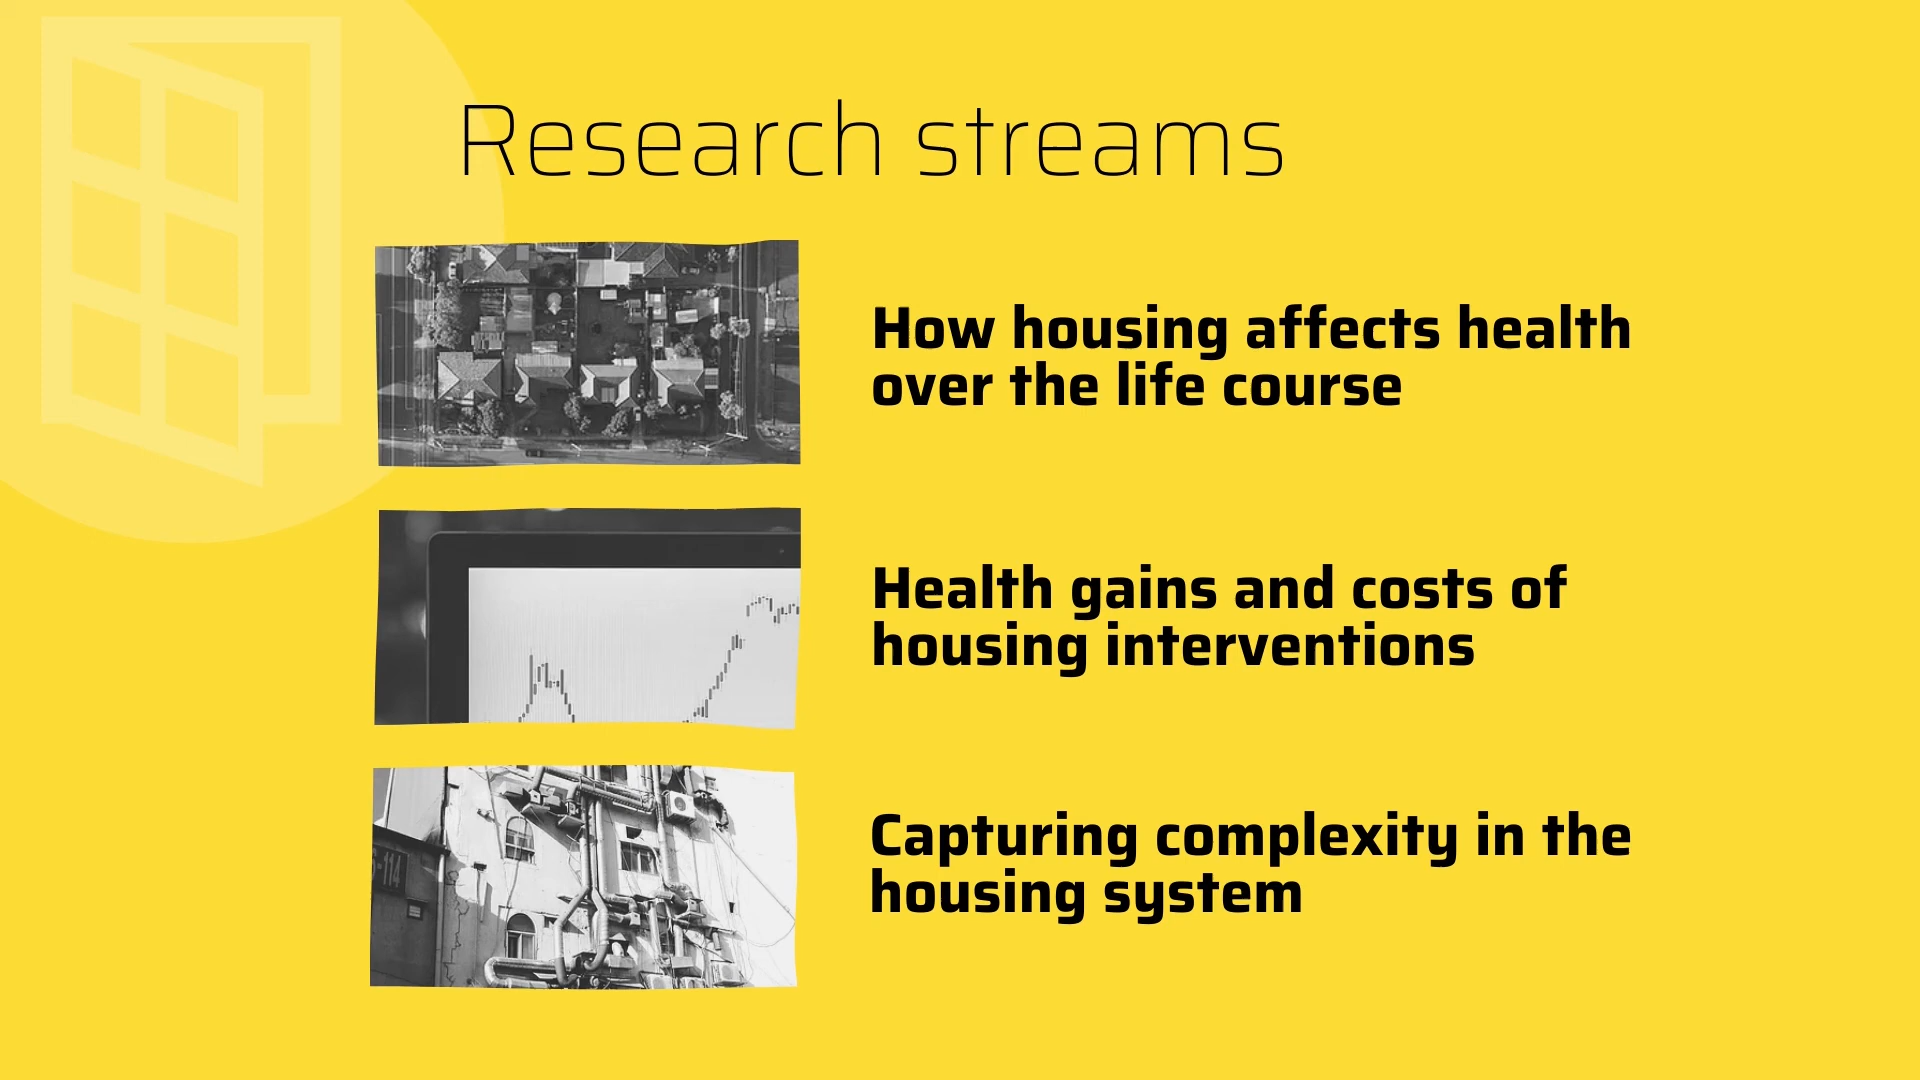 Research streams
How housing affects health
over the life course
Health gains and costs of
housing interventions
Capturing complexity in the
housing system